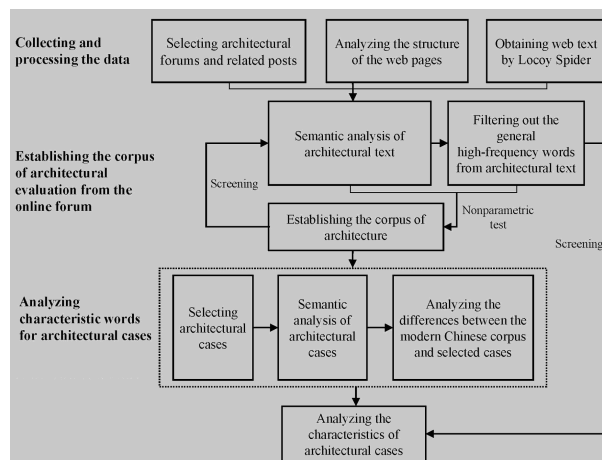 Collecting and
processing the data
Selecting architectural
forums and related posts
Analyzing the structure
of the web pages
Obtaining web text
by Locoy Spider
Establishing the corpus
of architectural
evaluation from the
online forum
Semantic analysis of
architectural text
Filtering out the
general
high-frequency words
from architectural text
Screening
Nonparametric
test
Establishing the corpus of
architecture
Screening
Analyzing
characteristic words
for architectural cases
Selecting
architectural
cases
Semantic
analysis of
architectural
cases
Analyzing the
differences between the
modern Chinese corpus
and selected cases
Analyzing the
characteristics of
architectural cases